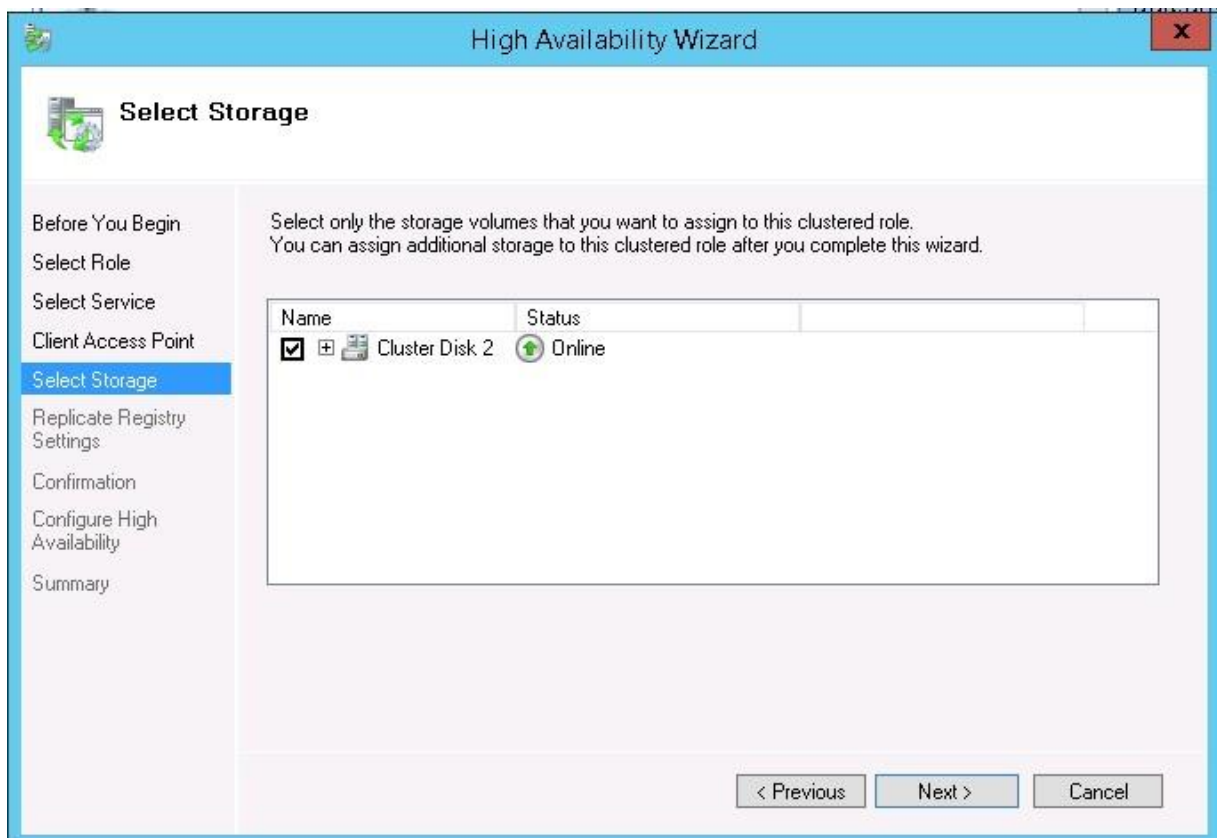 High Availability Wizard
x
Select Storage
Before You Begin
Select Role
Select Service
Client Access Point
Select Storage
Replicate Registry
Settings
Confirmation
Configure High
Availability
Summary
Select only the storage volumes that you want to assign to this clustered role.
You can assign additional storage to this clustered role after you complete this wizard.
Name Status
Cluster Disk 2 Online
< Previous Next > Cancel